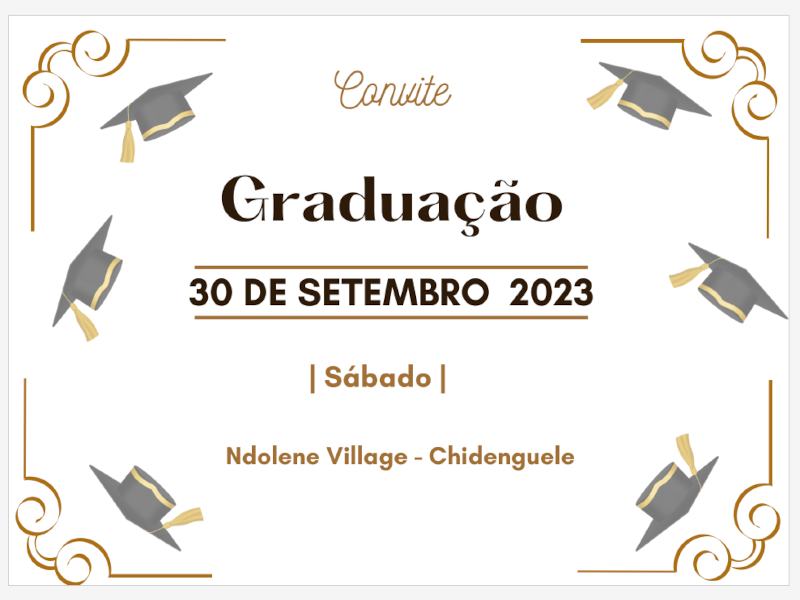 Convite
Graduação
30 DE SETEMBRO 2023
| Sábado |
Ndolene Village - Chidenguele